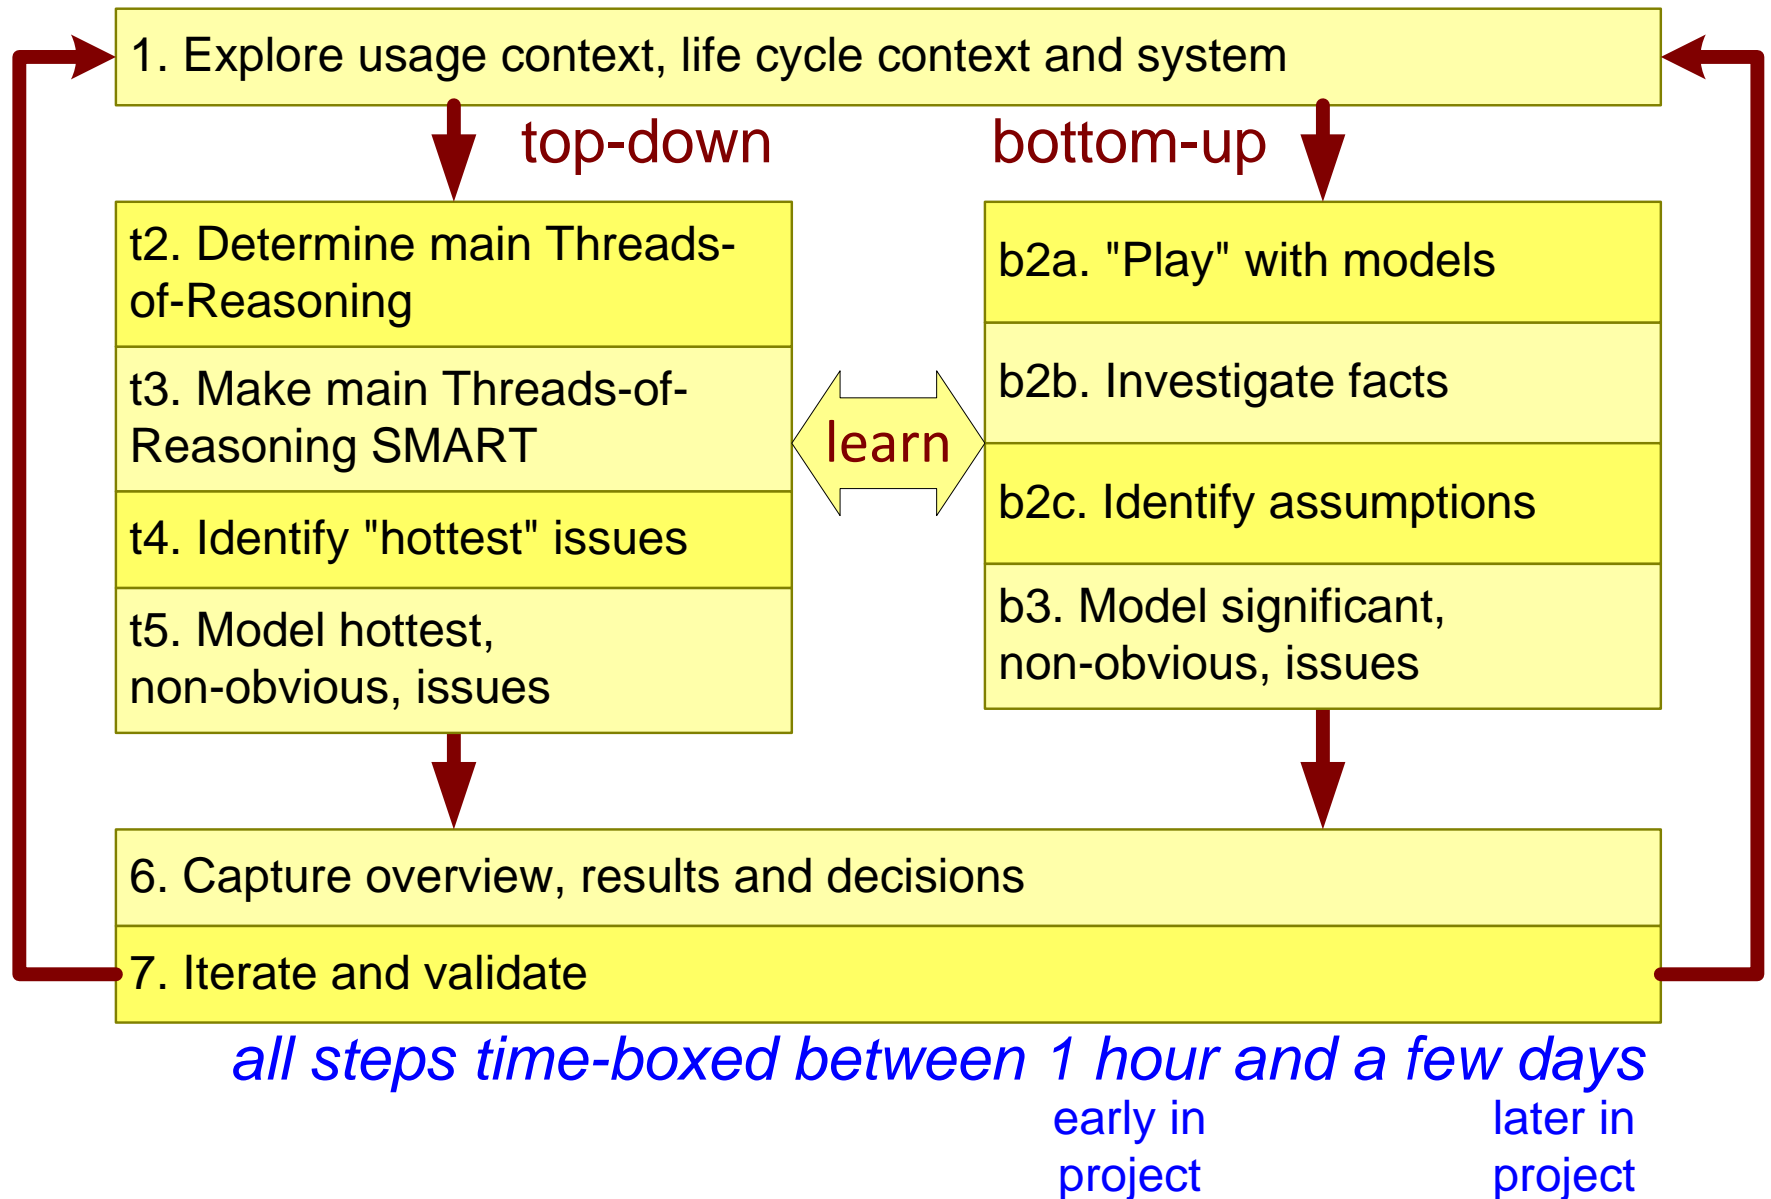 1. Explore usage context, life cycle context and system
top-down
bottom-up
t2. Determine main Threads-
of-Reasoning
t3. Make main Threads-of-
Reasoning SMART
t4. Identify "hottest" issues
t5. Model hottest,
non-obvious, issues
learn
b2a. "Play" with models
b2b. Investigate facts
b2c. Identify assumptions
b3. Model significant,
non-obvious, issues
6. Capture overview, results and decisions
7. Iterate and validate
all steps time-boxed between 1 hour and a few days
early in
project
later in
project